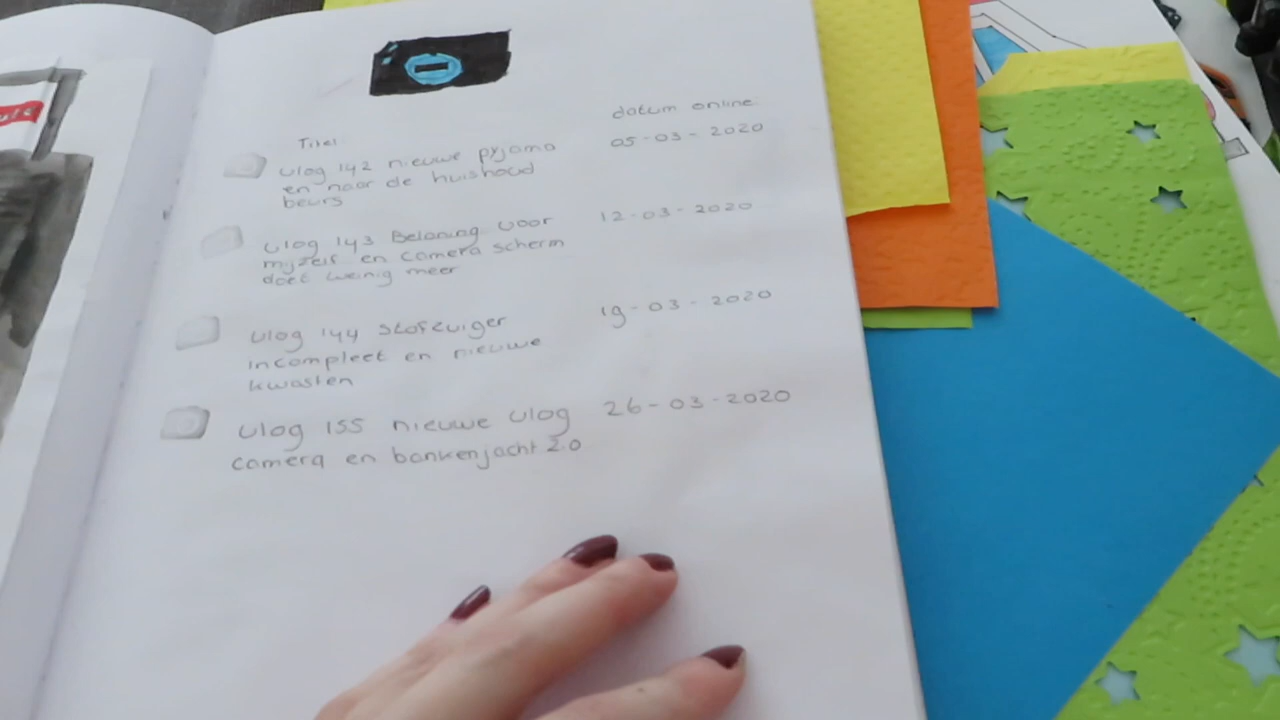 Titel
datum online
vlog 142 nieuwe pyjama
en naar de huishoud
beurs
05-03-2020
vlog 143 Beloning voor
mijzelf en camera scherm
doet weinig meer
12-03-2020
vlog 144 stofzuiger
incompleet en nieuwe
kwasten
19-03-2020
vlog 155 nieuwe vlog
camera en bankenjacht 2.0
26-03-2020